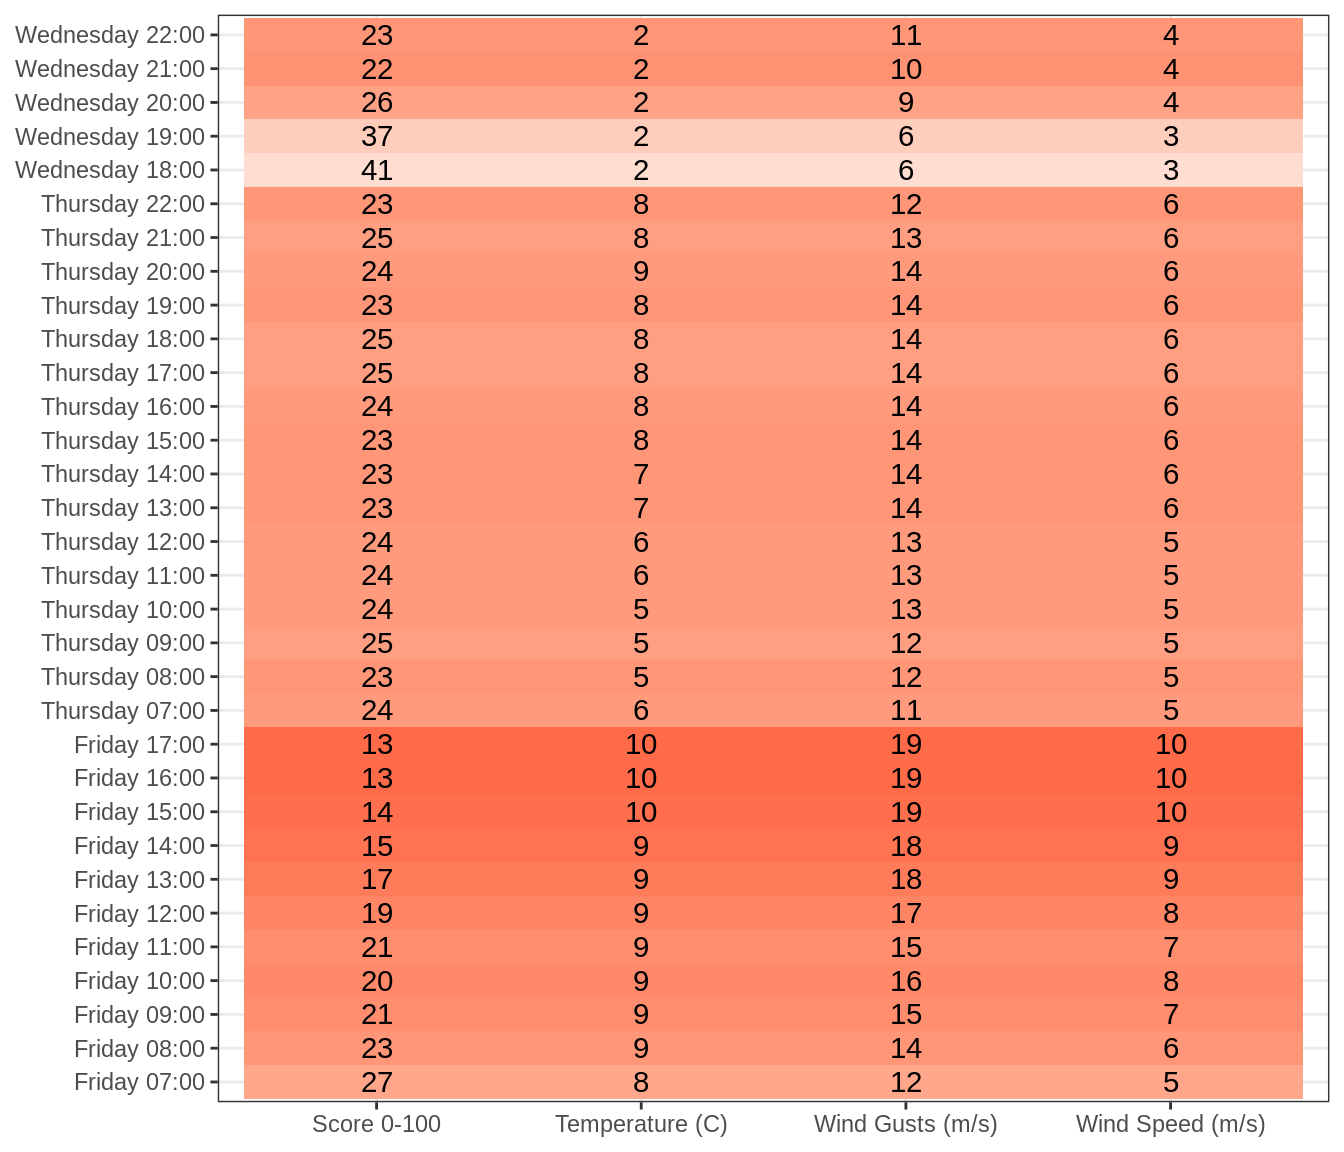 Wednesday 22:00 23 2 11 4
Wednesday 21:00 22 2 10 4
Wednesday 20:00 26 2 9 4
Wednesday 19:00 37 2 6 3
Wednesday 18:00 41 2 6 3
Thursday 22:00 23 8 12 6
Thursday 21:00 25 8 13 6
Thursday 20:00 24 9 14 6
Thursday 19:00 23 8 14 6
Thursday 18:00 25 8 14 6
Thursday 17:00 25 8 14 6
Thursday 16:00 24 8 14 6
Thursday 15:00 23 8 14 6
Thursday 14:00 23 7 14 6
Thursday 13:00 23 7 14 6
Thursday 12:00 24 6 13 5
Thursday 11:00 24 6 13 5
Thursday 10:00 24 5 13 5
Thursday 09:00 25 5 12 5
Thursday 08:00 23 5 12 5
Thursday 07:00 24 6 11 5
Friday 17:00 13 10 19 10
Friday 16:00 13 10 19 10
Friday 15:00 14 10 19 10
Friday 14:00 15 9 18 9
Friday 13:00 17 9 18 9
Friday 12:00 19 9 17 8
Friday 11:00 21 9 15 7
Friday 10:00 20 9 16 8
Friday 09:00 21 9 15 7
Friday 08:00 23 9 14 6
Friday 07:00 27 8 12 5
Score 0-100 Temperature (C) Wind Gusts (m/s) Wind Speed (m/s)